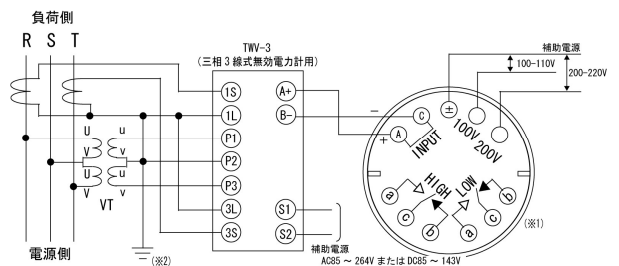 負荷側
R S T
TWV-3
(三相3線式無効電力計用)
補助電源
100-110V
200-220V
1S
1L
P1
P2
P3
3L
3S
A+
B-
S1
S2
U
V
U
V
u
v
u
v
VT
電源側
(※2)
補助電源
AC85 ~ 264V または DC85 ~ 143V
−
+
C
A
±
INPUT
100V
200V
HIGH
LOW
a
c
b
a
c
b
(※1)